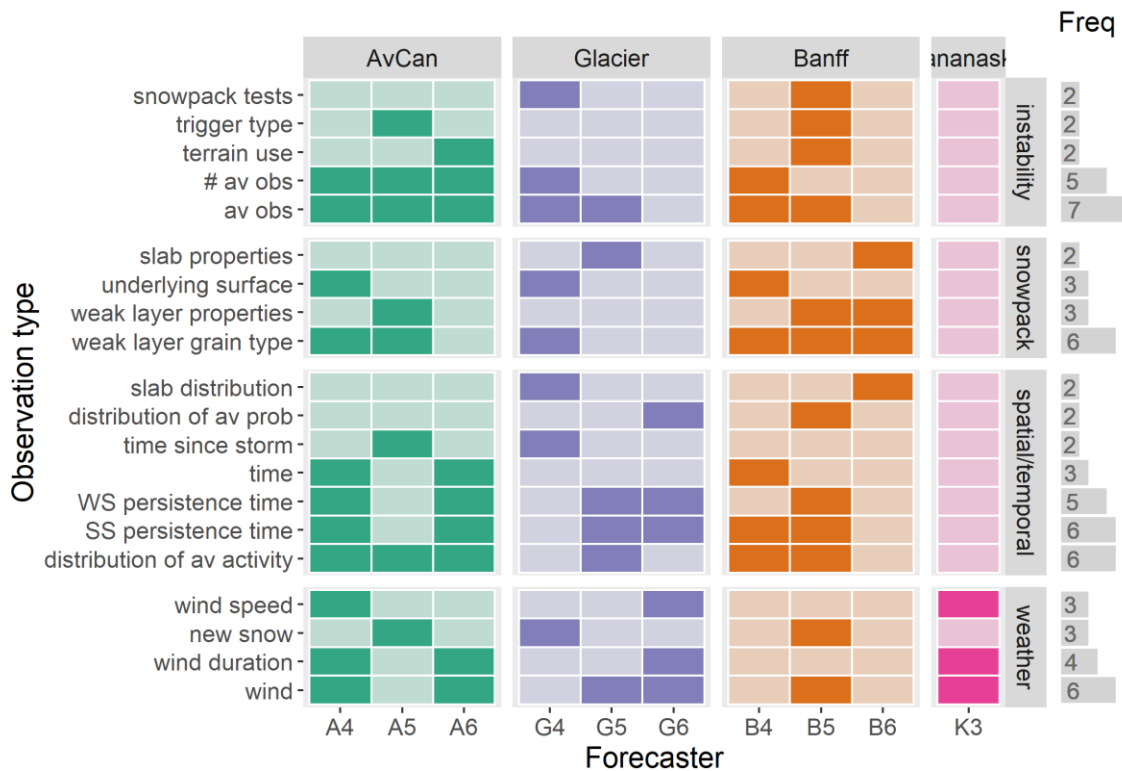 Freq
AvCan Glacier Banff ananask
snowpack tests 2
trigger type 2
terrain use 2
# av obs 5
av obs 7
instability
slab properties 2
underlying surface 3
weak layer properties 3
weak layer grain type 6
snowpack
slab distribution 2
distribution of av prob 2
time since storm 2
time 3
WS persistence time 5
SS persistence time 6
distribution of av activity 6
spatial/temporal
wind speed 3
new snow 3
wind duration 4
wind 6
weather
A4 A5 A6 G4 G5 G6 B4 B5 B6 K3
Forecaster
Observation type